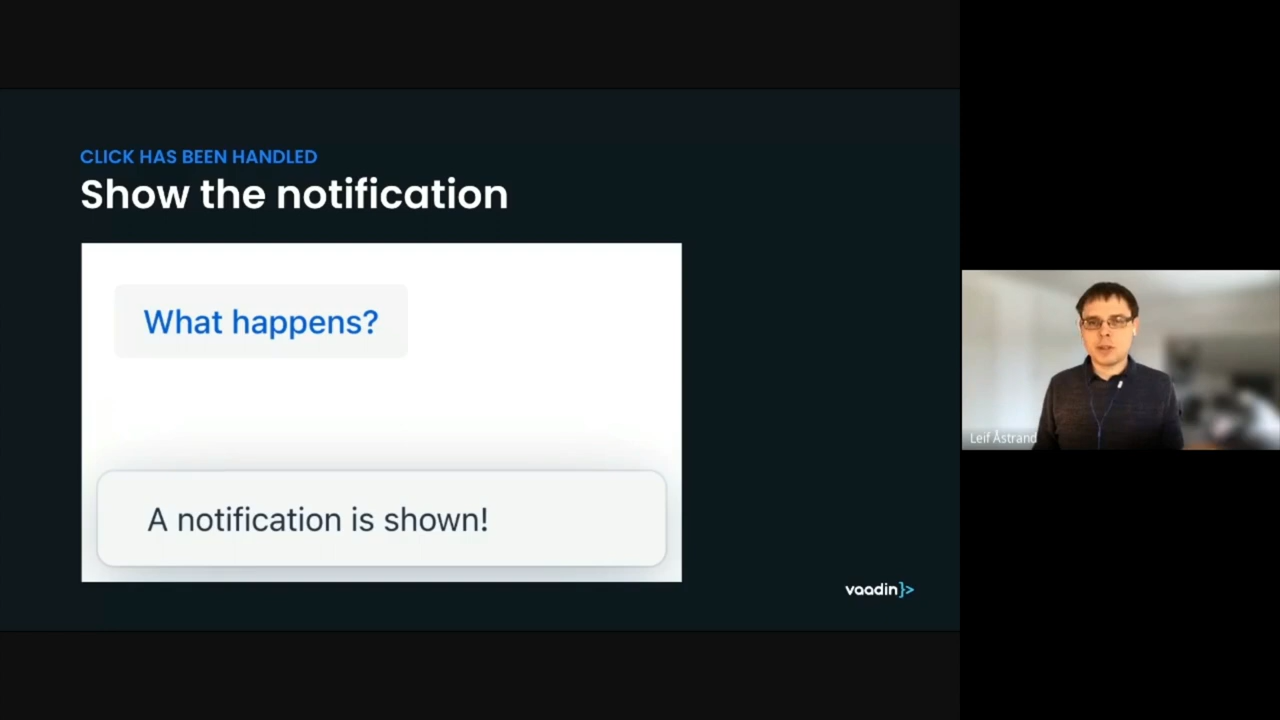 CLICK HAS BEEN HANDLED
Show the notification
What happens?
A notification is shown!
vaadin}>
Leif Åstrand